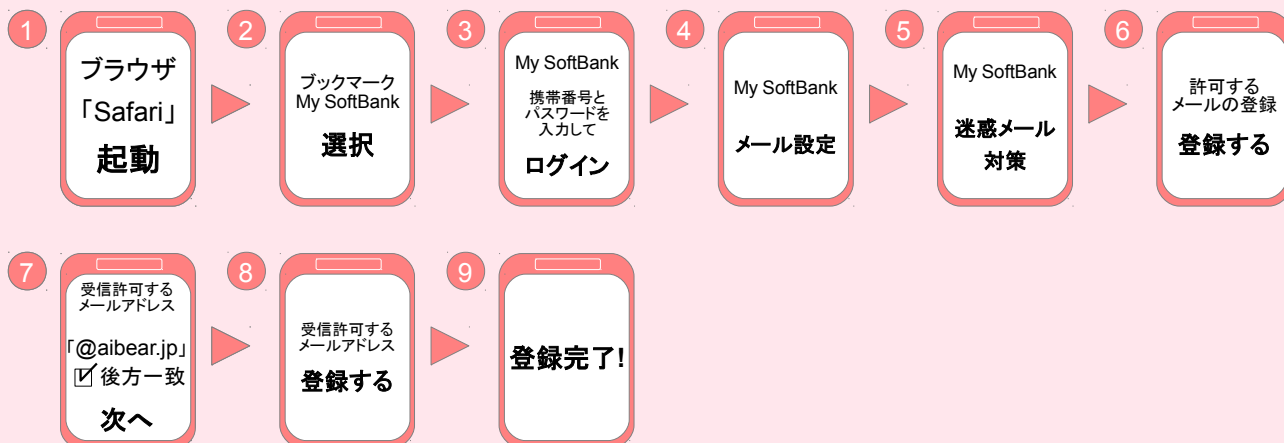 1
ブラウザ
「Safari」
起動
2
ブックマーク
My SoftBank
選択
3
My SoftBank
携帯番号と
パスワードを
入力して
ログイン
4
My SoftBank
メール設定
5
My SoftBank
迷惑メール
対策
6
許可する
メールの登録
登録する
7
受信許可する
メールアドレス
「@aibear.jp」
☑後方一致
次へ
8
受信許可する
メールアドレス
登録する
9
登録完了!